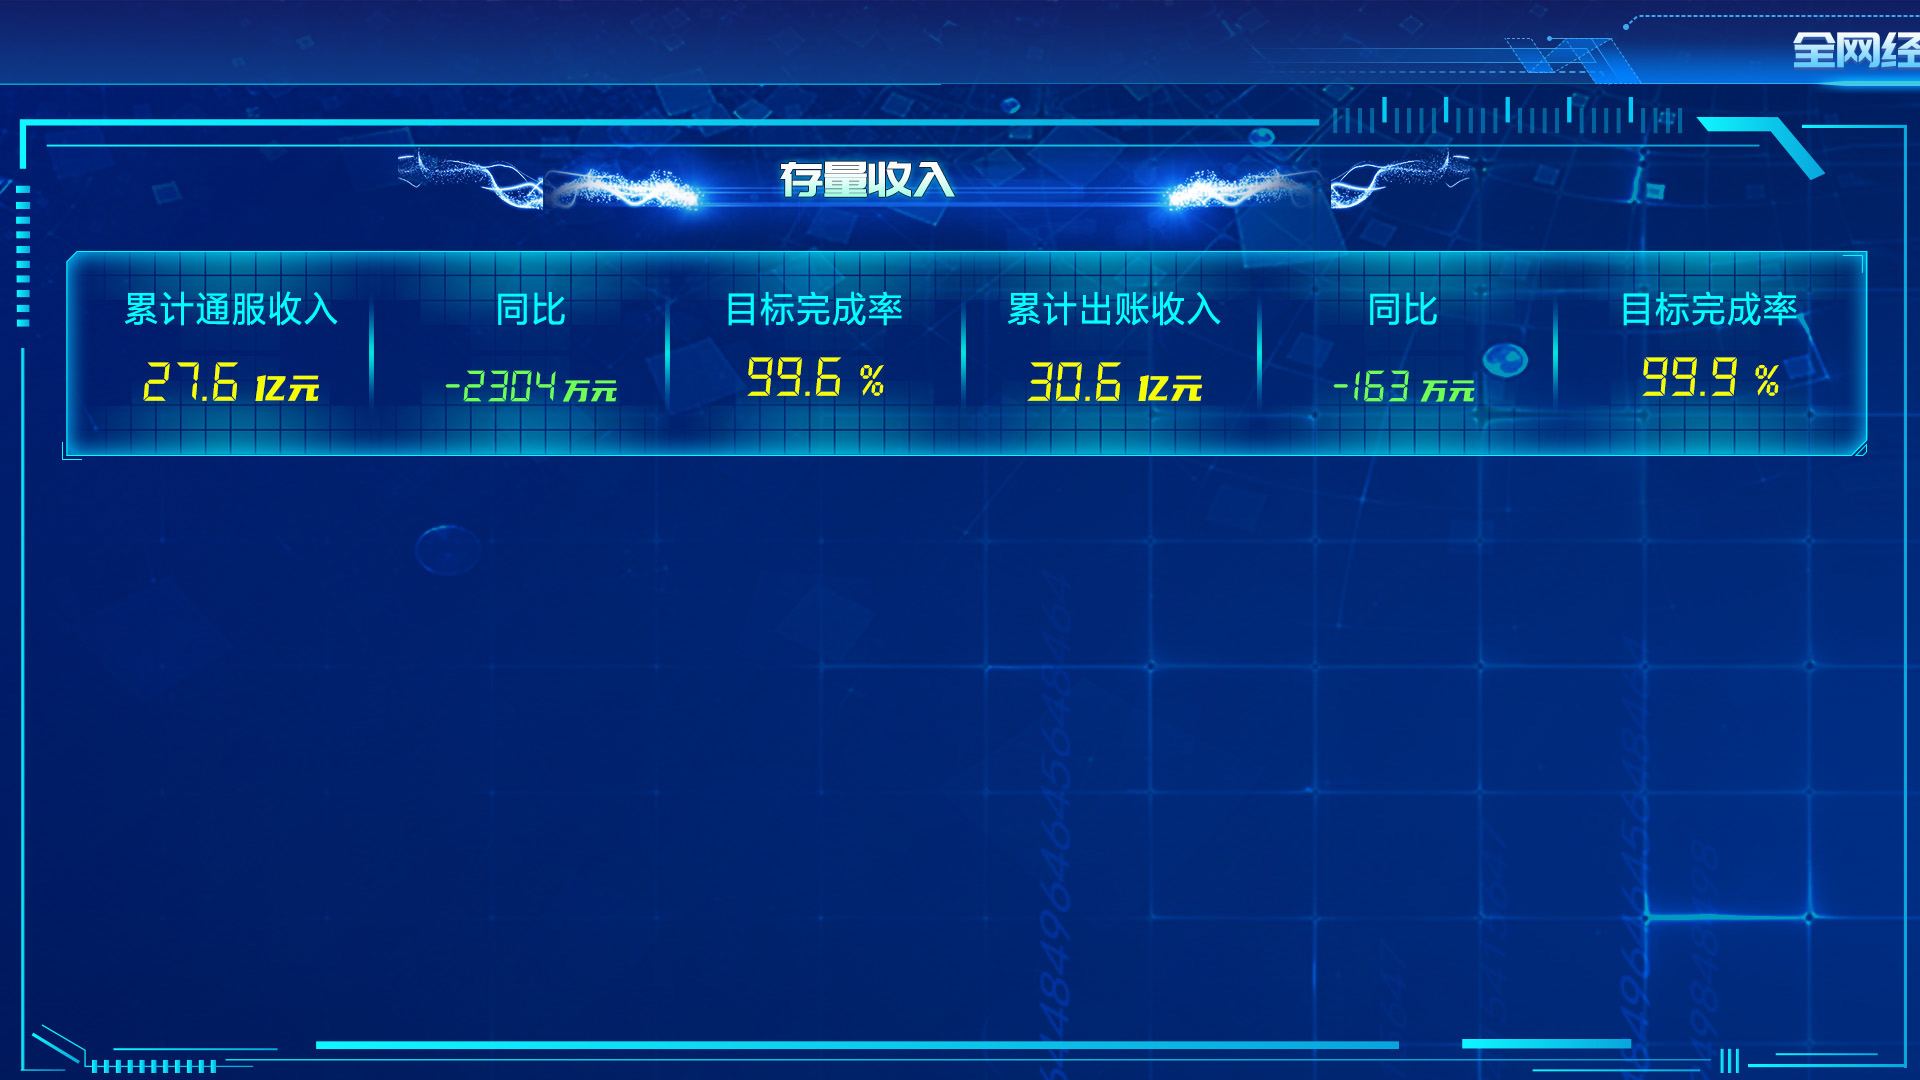 全网经
存量收入
累计通服收入 同比 目标完成率 累计出账收入 同比 目标完成率
27.6 亿元 -2304 万元 99.6 % 30.6 亿元 -163 万元 99.9 %